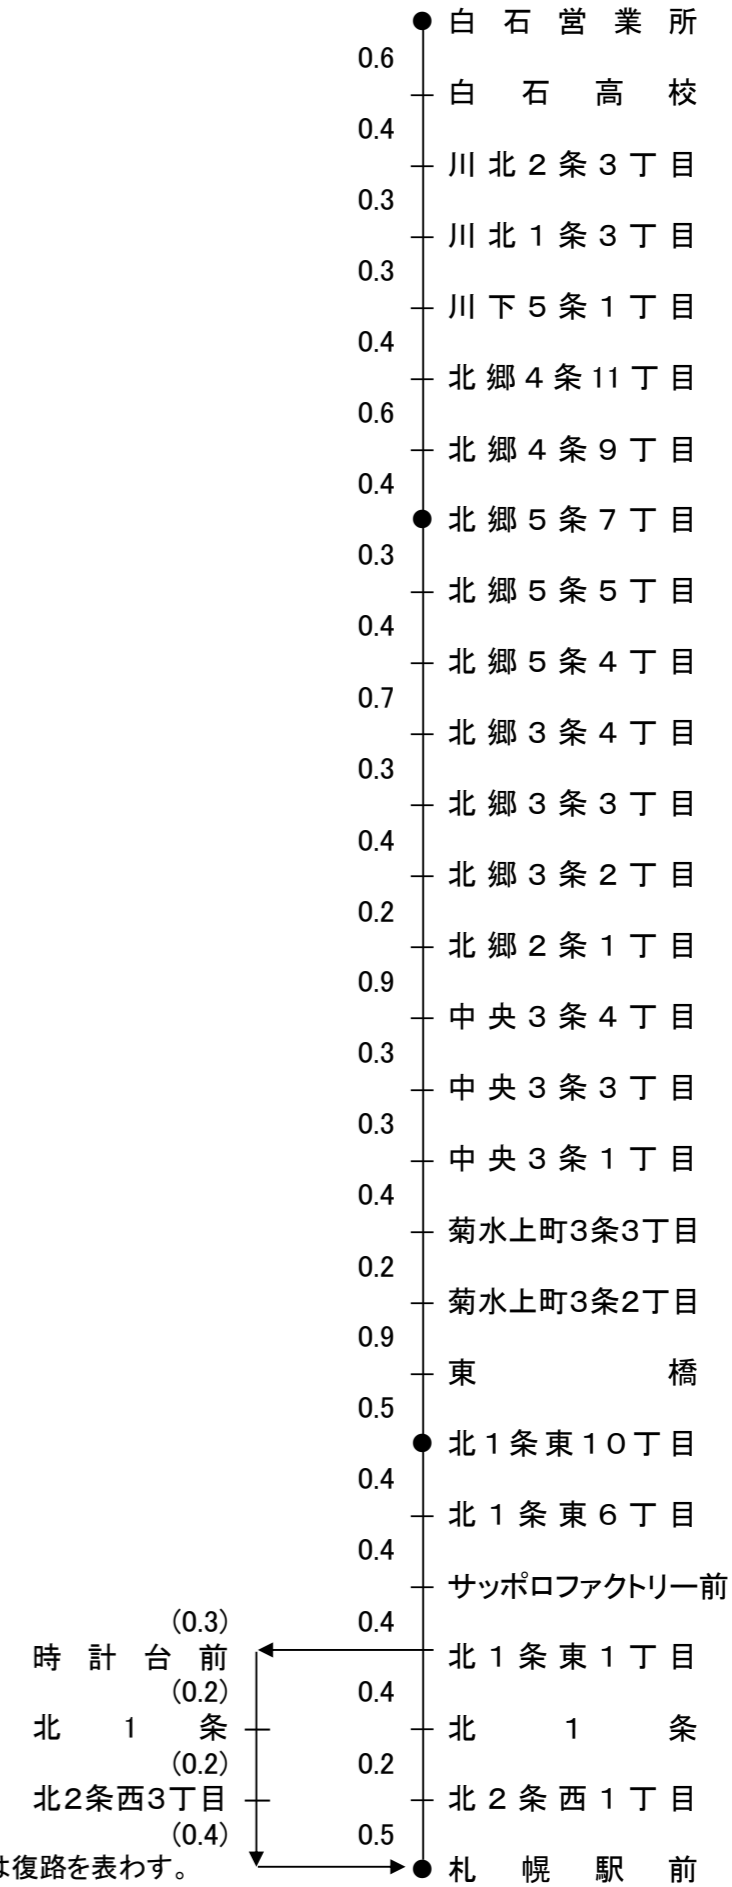 白石営業所
0.6
白石高校
0.4
川北2条3丁目
0.3
川北1条3丁目
0.3
川下5条1丁目
0.4
北郷4条11丁目
0.6
北郷4条9丁目
0.4
北郷5条7丁目
0.3
北郷5条5丁目
0.4
北郷5条4丁目
0.7
北郷3条4丁目
0.3
北郷3条3丁目
0.4
北郷3条2丁目
0.2
北郷2条1丁目
0.9
中央3条4丁目
0.3
中央3条3丁目
0.3
中央3条1丁目
0.4
菊水上町3条3丁目
0.2
菊水上町3条2丁目
0.9
東橋
0.5
北1条東10丁目
0.4
北1条東6丁目
0.4
サッポロファクトリー前
(0.3) 0.4
時計台前 北1条東1丁目
(0.2) 0.4
北1条 北1条
(0.2) 0.2
北2条西3丁目 北2条西1丁目
(0.4) 0.5
は復路を表わす。 札幌駅前